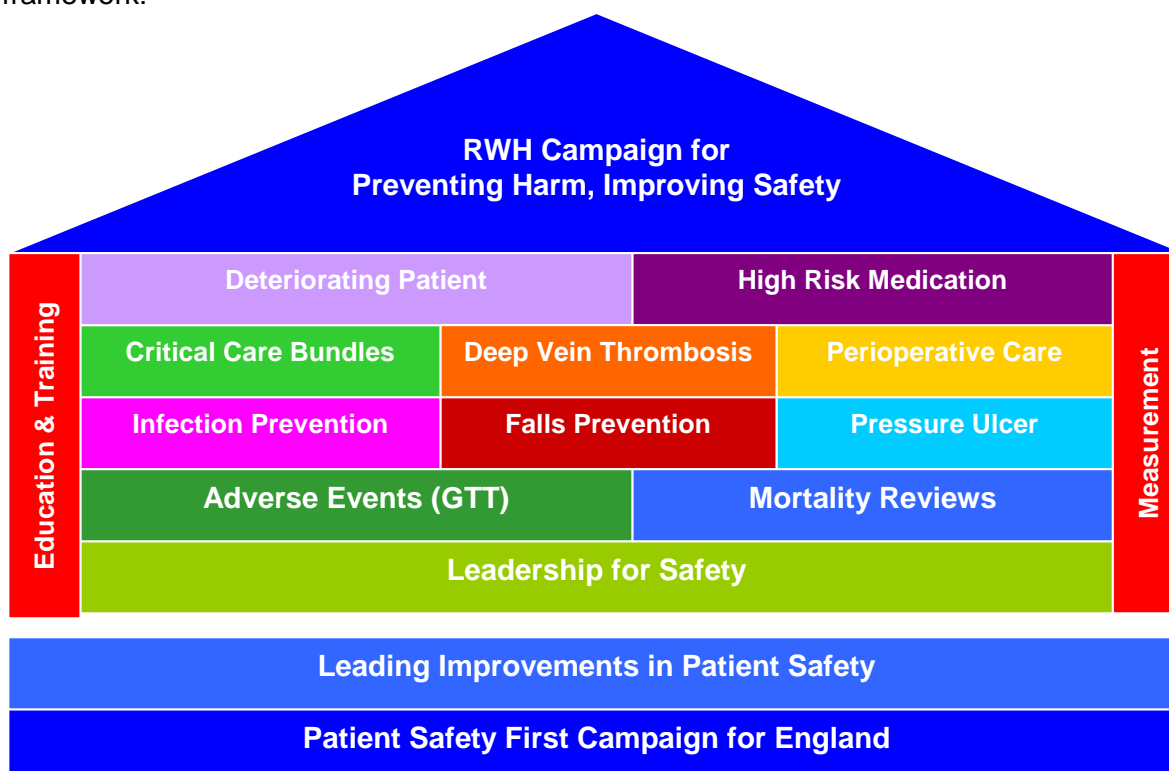 framework.
RWH Campaign for
Preventing Harm, Improving Safety
Education & Training
Deteriorating Patient
High Risk Medication
Critical Care Bundles
Deep Vein Thrombosis
Perioperative Care
Infection Prevention
Falls Prevention
Pressure Ulcer
Adverse Events (GTT)
Mortality Reviews
Leadership for Safety
Measurement
Leading Improvements in Patient Safety
Patient Safety First Campaign for England